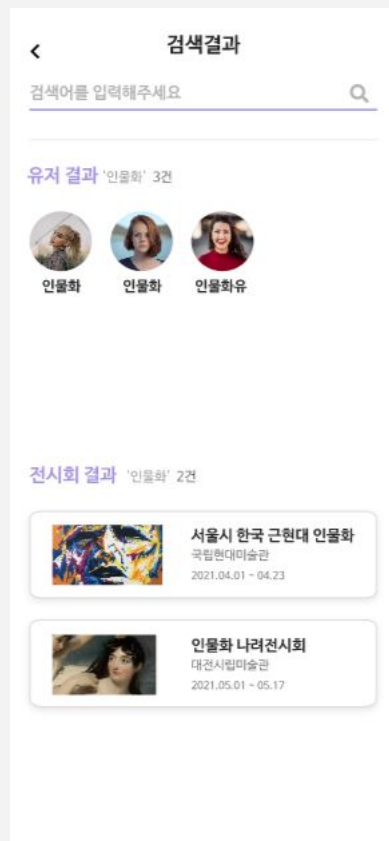 검색결과
검색어를 입력해주세요
유저 결과 '인물화' 3건
인물화 인물화 인물화유
전시회 결과 '인물화' 2건
서울시 한국 근현대 인물화
국립현대미술관
2021.04.01 ~ 04.23
인물화 나려전시회
대전시립미술관
2021.05.01 ~ 05.17